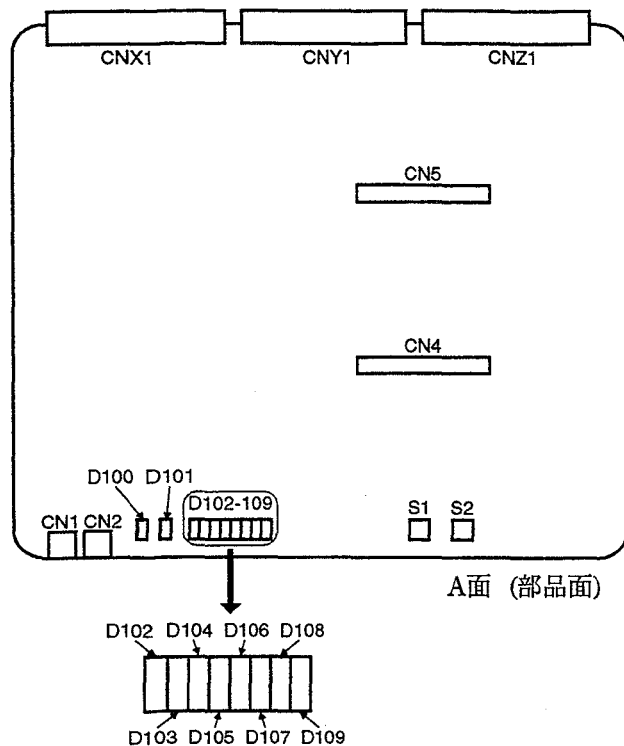 CNX1 CNY1 CNZ1
CN5
CN4
D100 D101 D102-109
CN1 CN2 S1 S2
A面 (部品面)
D102 D104 D106 D108
D103 D105 D107 D109